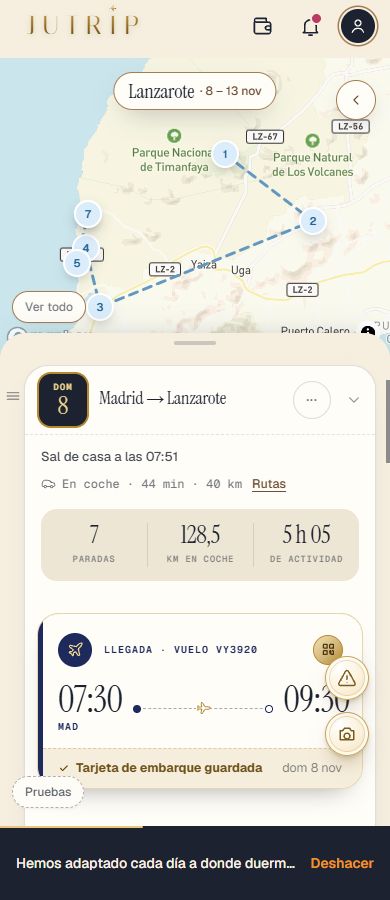 JUTRIP
Lanzarote · 8 – 13 nov
LZ-67
LZ-56
Parque Naciona
de Timanfaya
1
Parque Natural
de Los Volcanes
7
2
4
5
LZ-2
Yaiza
Uga
LZ-2
Ver todo
3
Puerto Calero
DOM
8
Madrid → Lanzarote
Sal de casa a las 07:51
En coche · 44 min · 40 km Rutas
7
128,5
5 h 05
PARADAS
KM EN COCHE
DE ACTIVIDAD
LLEGADA · VUELO VY3920
07:30
09:30
MAD
Tarjeta de embarque guardada
dom 8 nov
Pruebas
Hemos adaptado cada día a donde duerm...
Deshacer